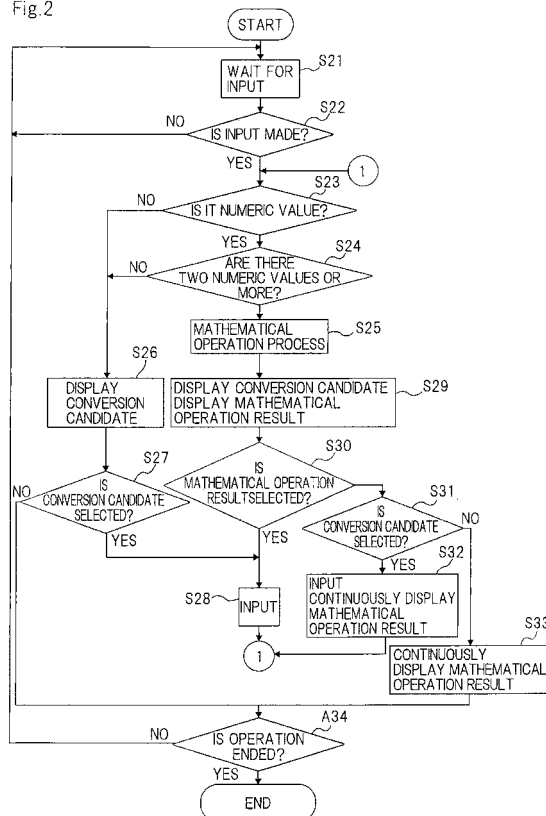 Fig.2
START
S21
WAIT FOR
INPUT
S22
NO
IS INPUT MADE?
YES
1
S23
NO
IS IT NUMERIC VALUE?
YES
S24
NO
ARE THERE
TWO NUMERIC VALUES OR
MORE?
S25
MATHEMATICAL
OPERATION PROCESS
S26
DISPLAY
CONVERSION
CANDIDATE
S29
DISPLAY CONVERSION CANDIDATE
DISPLAY MATHEMATICAL
OPERATION RESULT
S27
NO
IS
CONVERSION CANDIDATE
SELECTED?
YES
S30
IS
MATHEMATICAL OPERATION
RESULTSELECTED?
YES
S31
IS
CONVERSION CANDIDATE
SELECTED?
NO
YES
S32
INPUT
CONTINUOUSLY DISPLAY
MATHEMATICAL
OPERATION RESULT
S28
INPUT
1
S33
CONTINUOUSLY
DISPLAY MATHEMATICAL
OPERATION RESULT
A34
NO
IS OPERATION
ENDED?
YES
END